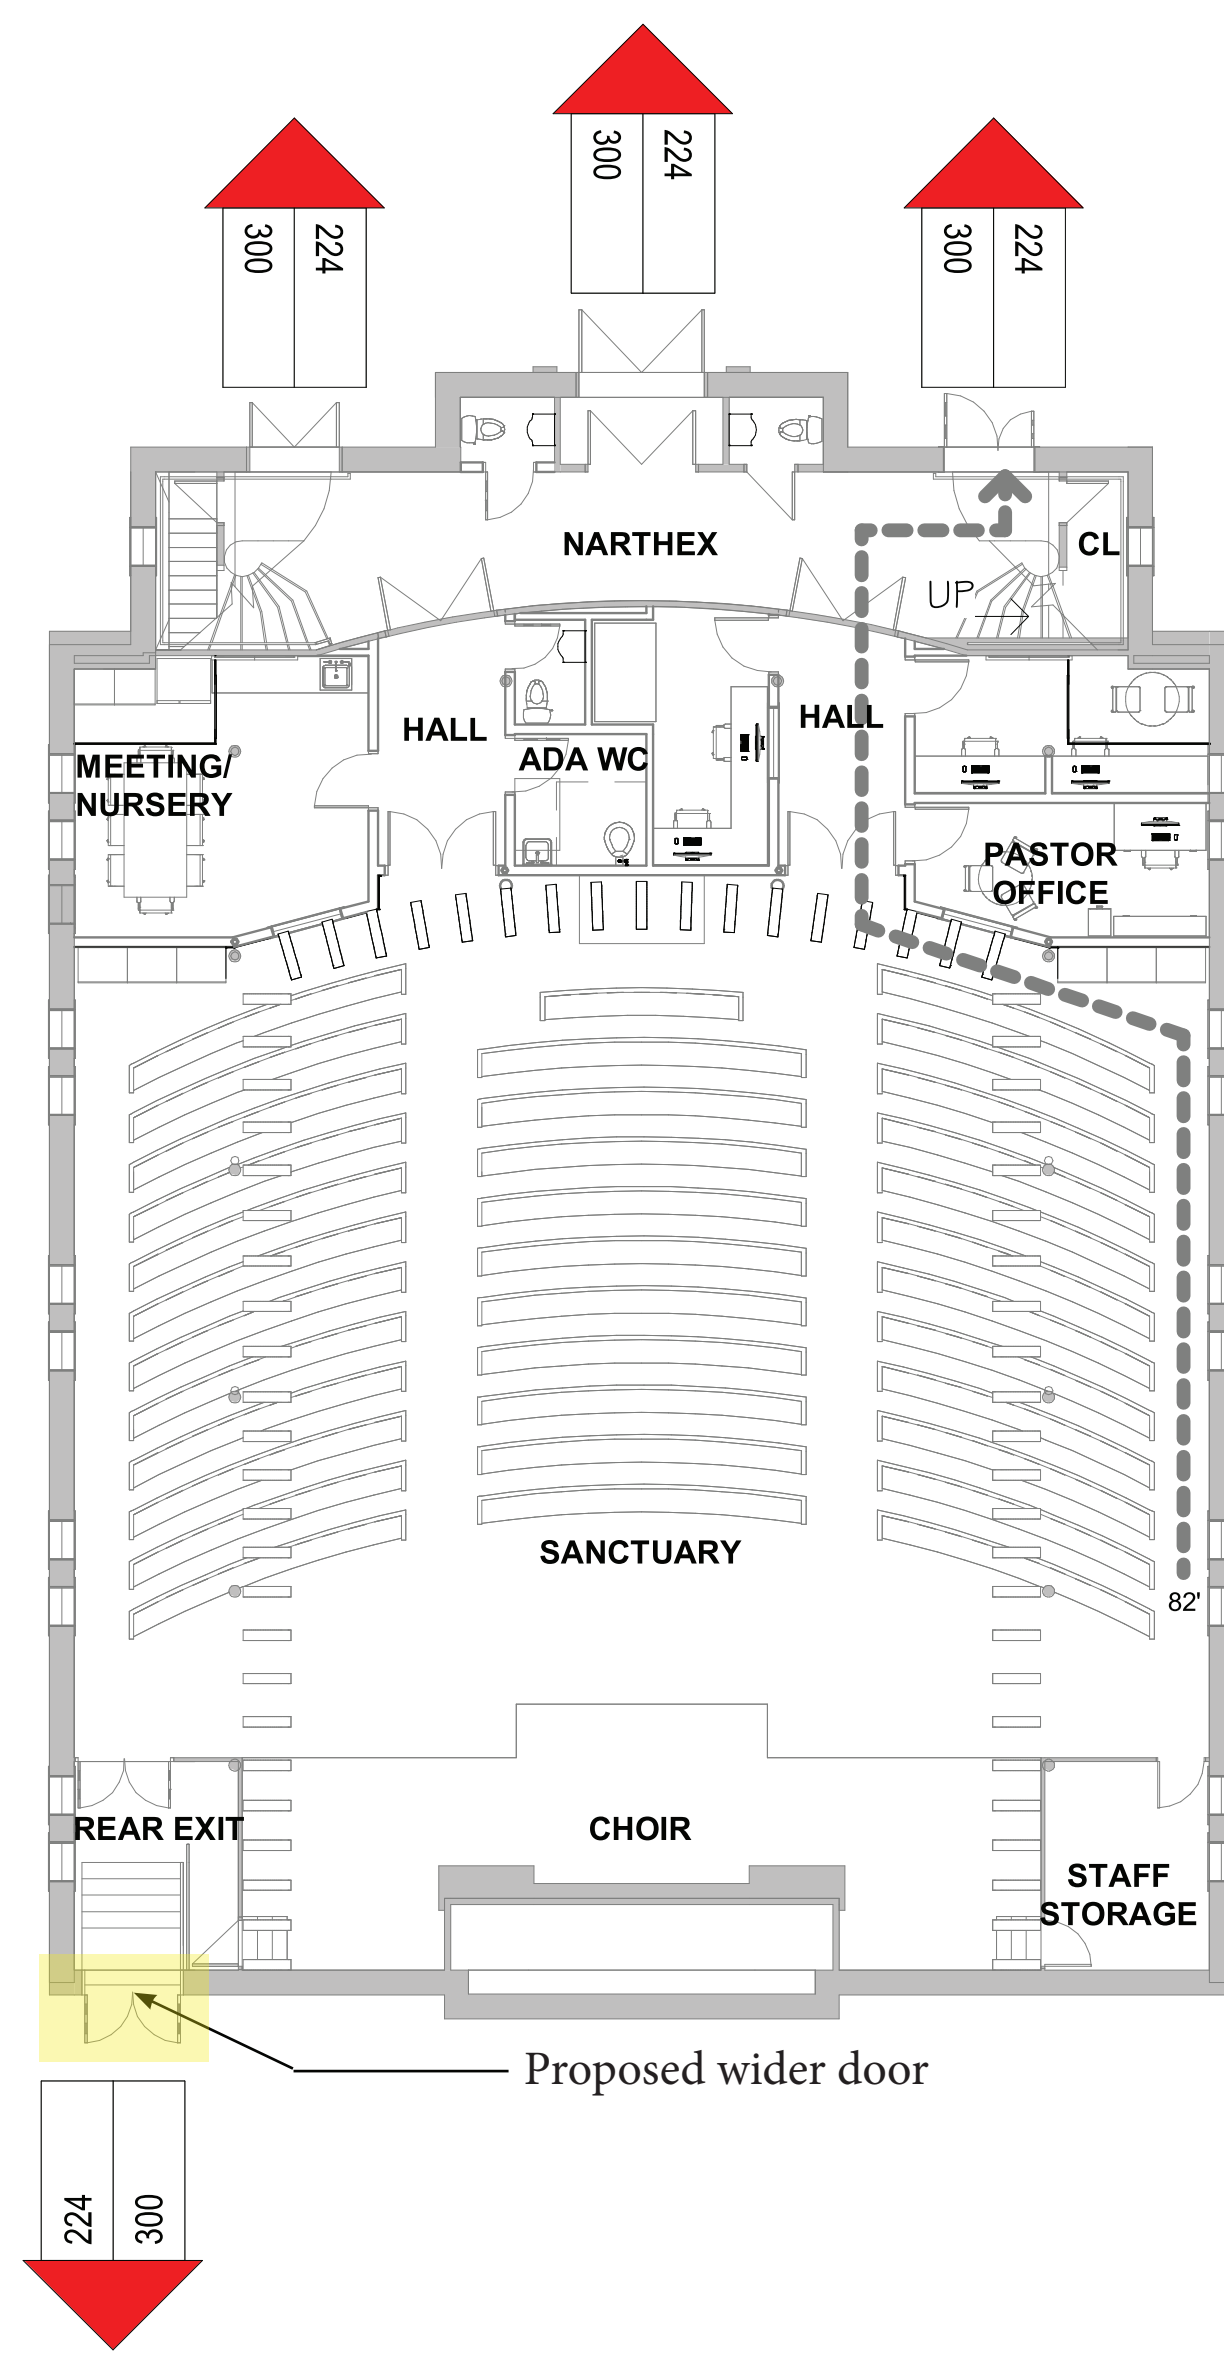 300 224
300 224
300 224
NARTHEX
CL
UP
HALL
HALL
ADA WC
MEETING/
NURSERY
PASTOR
OFFICE
SANCTUARY
82'
REAR EXIT
CHOIR
STAFF
STORAGE
Proposed wider door
224 300